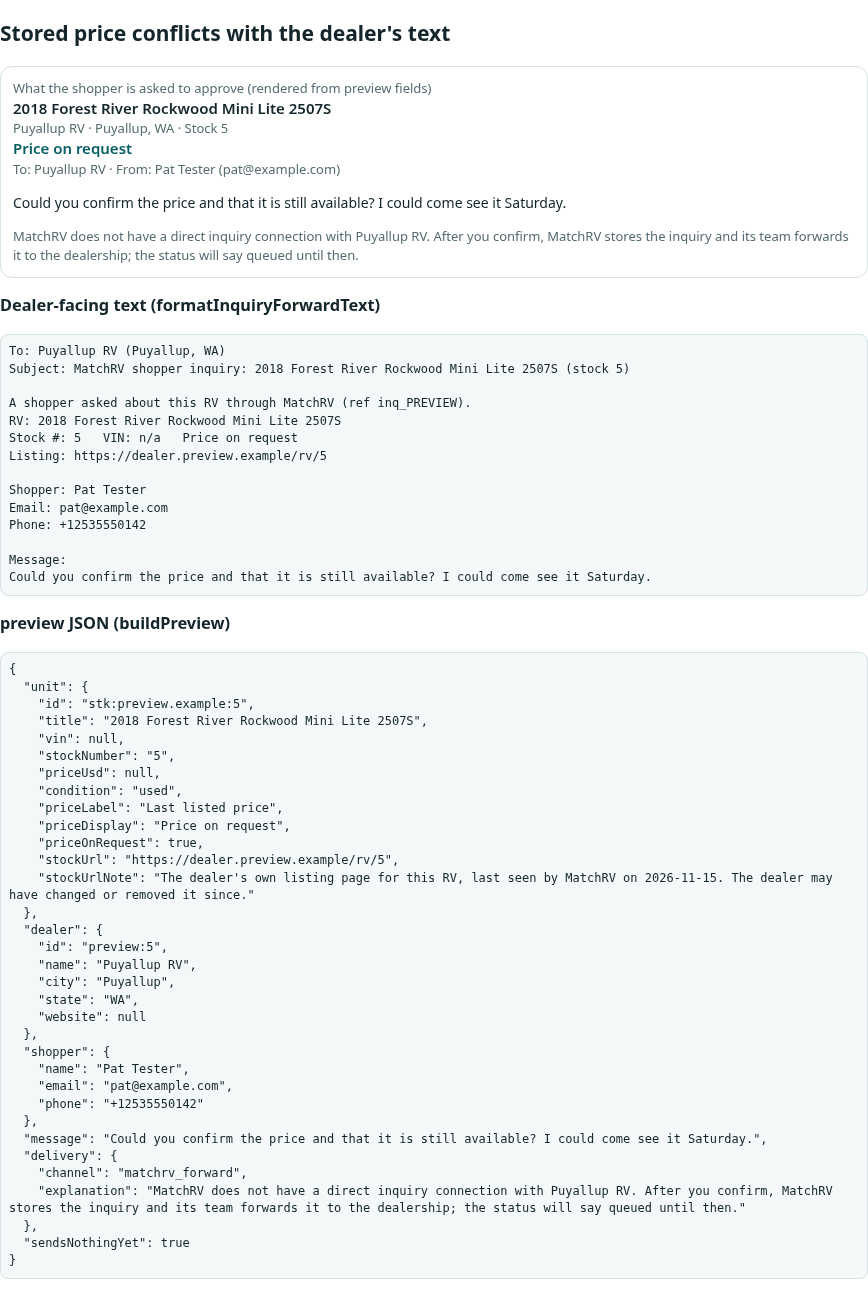 Stored price conflicts with the dealer's text
What the shopper is asked to approve (rendered from preview fields)
2018 Forest River Rockwood Mini Lite 2507S
Puyallup RV · Puyallup, WA · Stock 5
Price on request
To: Puyallup RV · From: Pat Tester (pat@example.com)
Could you confirm the price and that it is still available? I could come see it Saturday.
MatchRV does not have a direct inquiry connection with Puyallup RV. After you confirm, MatchRV stores the inquiry and its team forwards
it to the dealership; the status will say queued until then.
Dealer-facing text (formatInquiryForwardText)
To: Puyallup RV (Puyallup, WA)
Subject: MatchRV shopper inquiry: 2018 Forest River Rockwood Mini Lite 2507S (stock 5)
A shopper asked about this RV through MatchRV (ref inq_PREVIEW).
RV: 2018 Forest River Rockwood Mini Lite 2507S
Stock #: 5   VIN: n/a   Price on request
Listing: https://dealer.preview.example/rv/5
Shopper: Pat Tester
Email: pat@example.com
Phone: +12535550142
Message:
Could you confirm the price and that it is still available? I could come see it Saturday.
preview JSON (buildPreview)
{
  "unit": {
    "id": "stk:preview.example:5",
    "title": "2018 Forest River Rockwood Mini Lite 2507S",
    "vin": null,
    "stockNumber": "5",
    "priceUsd": null,
    "condition": "used",
    "priceLabel": "Last listed price",
    "priceDisplay": "Price on request",
    "priceOnRequest": true,
    "stockUrl": "https://dealer.preview.example/rv/5",
    "stockUrlNote": "The dealer's own listing page for this RV, last seen by MatchRV on 2026-11-15. The dealer may
have changed or removed it since."
  },
  "dealer": {
    "id": "preview:5",
    "name": "Puyallup RV",
    "city": "Puyallup",
    "state": "WA",
    "website": null
  },
  "shopper": {
    "name": "Pat Tester",
    "email": "pat@example.com",
    "phone": "+12535550142"
  },
  "message": "Could you confirm the price and that it is still available? I could come see it Saturday.",
  "delivery": {
    "channel": "matchrv_forward",
    "explanation": "MatchRV does not have a direct inquiry connection with Puyallup RV. After you confirm, MatchRV
stores the inquiry and its team forwards it to the dealership; the status will say queued until then."
  },
  "sendsNothingYet": true
}